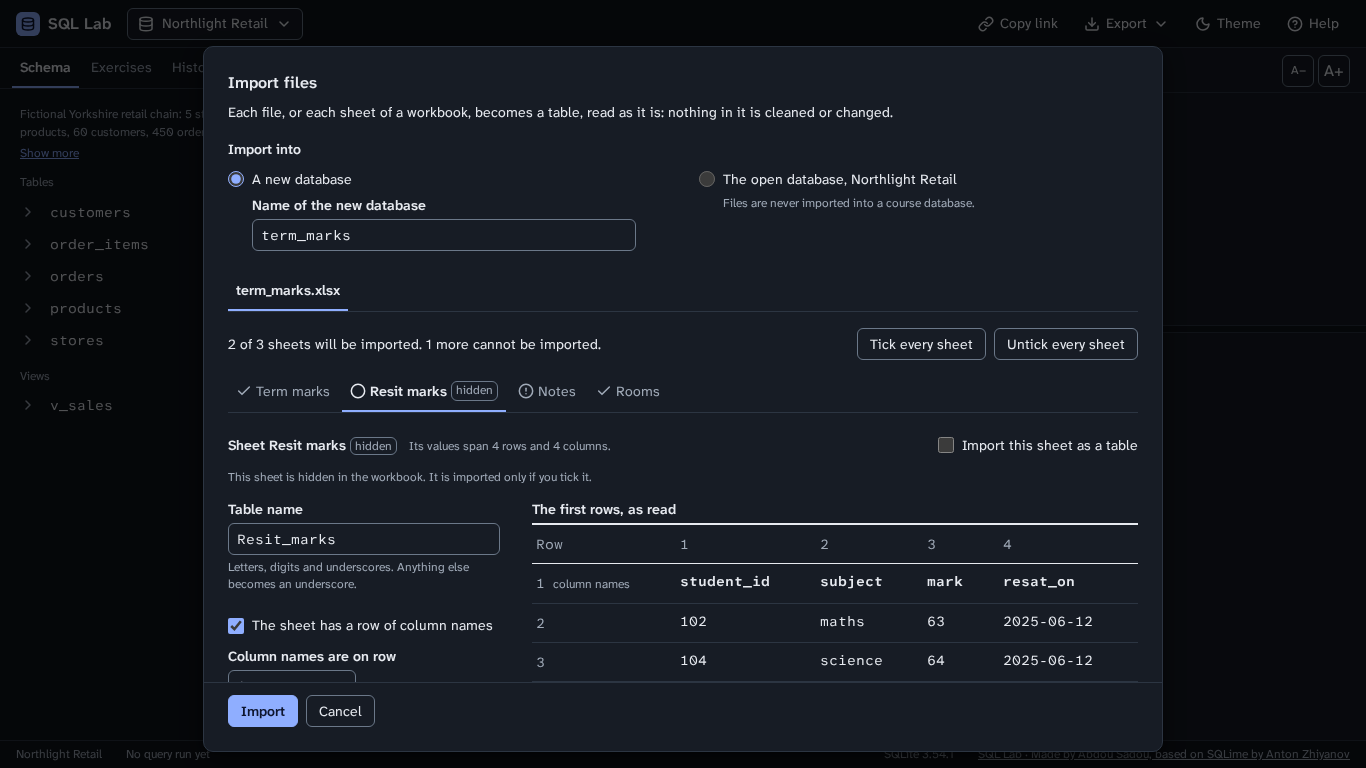 SQL Lab
Northlight Retail
Copy link
Export
Theme
Help
Schema
Exercises
A−
A+
Fictional Yorkshire retail chain: 5
products, 60 customers, 450
Show more
Tables
customers
order_items
orders
products
stores
Views
v_sales
Import files
Each file, or each sheet of a workbook, becomes a table, read as it is: nothing in it is cleaned or changed.
Import into
A new database
The open database, Northlight Retail
Name of the new database
Files are never imported into a course database.
term_marks
term_marks.xlsx
2 of 3 sheets will be imported. 1 more cannot be imported.
Tick every sheet
Untick every sheet
Term marks
Resit marks hidden
Notes
Rooms
Sheet Resit marks hidden Its values span 4 rows and 4 columns.
Import this sheet as a table
This sheet is hidden in the workbook. It is imported only if you tick it.
Table name
Resit_marks
Letters, digits and underscores. Anything else
becomes an underscore.
The sheet has a row of column names
Column names are on row
The first rows, as read
Row 1 2 3 4
1 column names student_id subject mark resat_on
2 102 maths 63 2025-06-12
3 104 science 64 2025-06-12
Import
Cancel
Northlight Retail
No query run yet
SQLite 3.54.1
SQL Lab · Made by Abdou Sadou, based on SQLime by Anton Zhiyanov